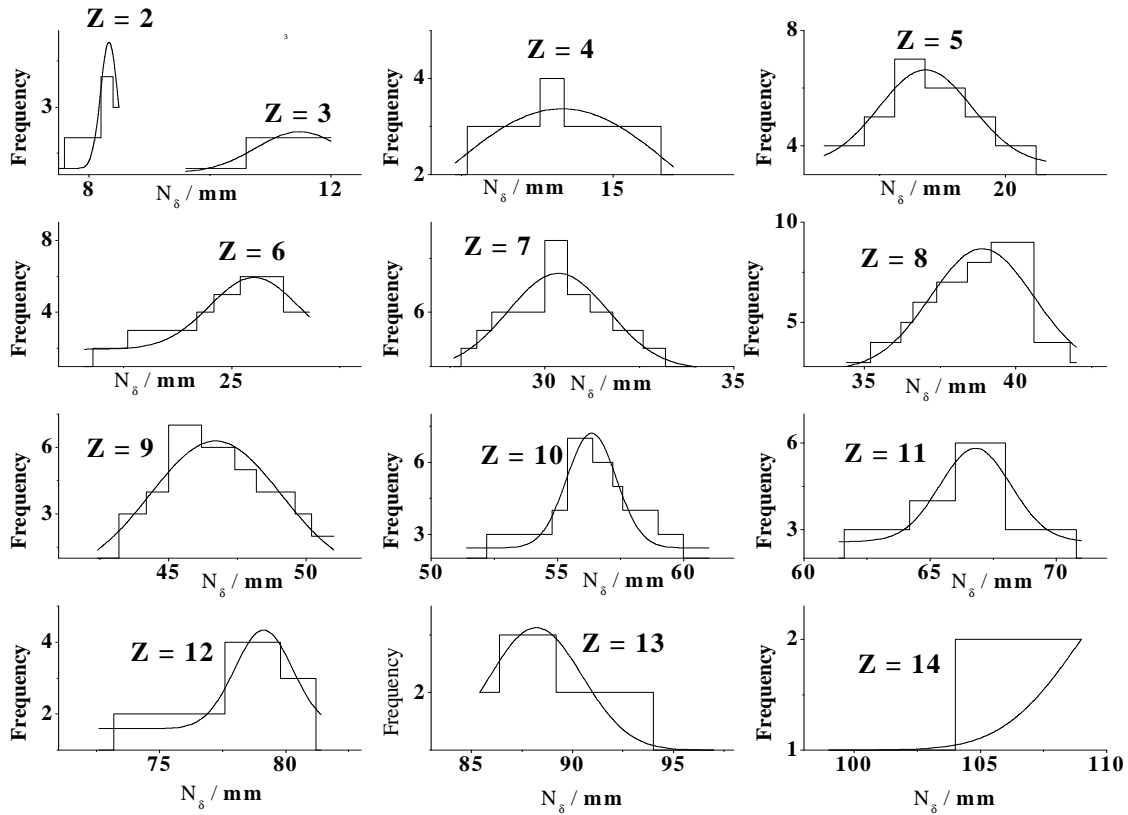 Z = 2
3
Z = 3
Frequency
3
8
12
N_δ / mm
Z = 4
Frequency
4
2
15
N_δ / mm
Z = 5
Frequency
8
4
20
N_δ / mm
Z = 6
Frequency
8
4
25
N_δ / mm
Z = 7
Frequency
6
30
35
N_δ / mm
Z = 8
Frequency
10
5
35
40
N_δ / mm
Z = 9
Frequency
6
3
45
50
N_δ / mm
Z = 10
Frequency
6
3
50
55
60
N_δ / mm
Z = 11
Frequency
6
3
60
65
70
N_δ / mm
Z = 12
Frequency
4
2
75
80
N_δ / mm
Z = 13
Frequency
2
85
90
95
N_δ / mm
Z = 14
Frequency
2
1
100
105
110
N_δ / mm